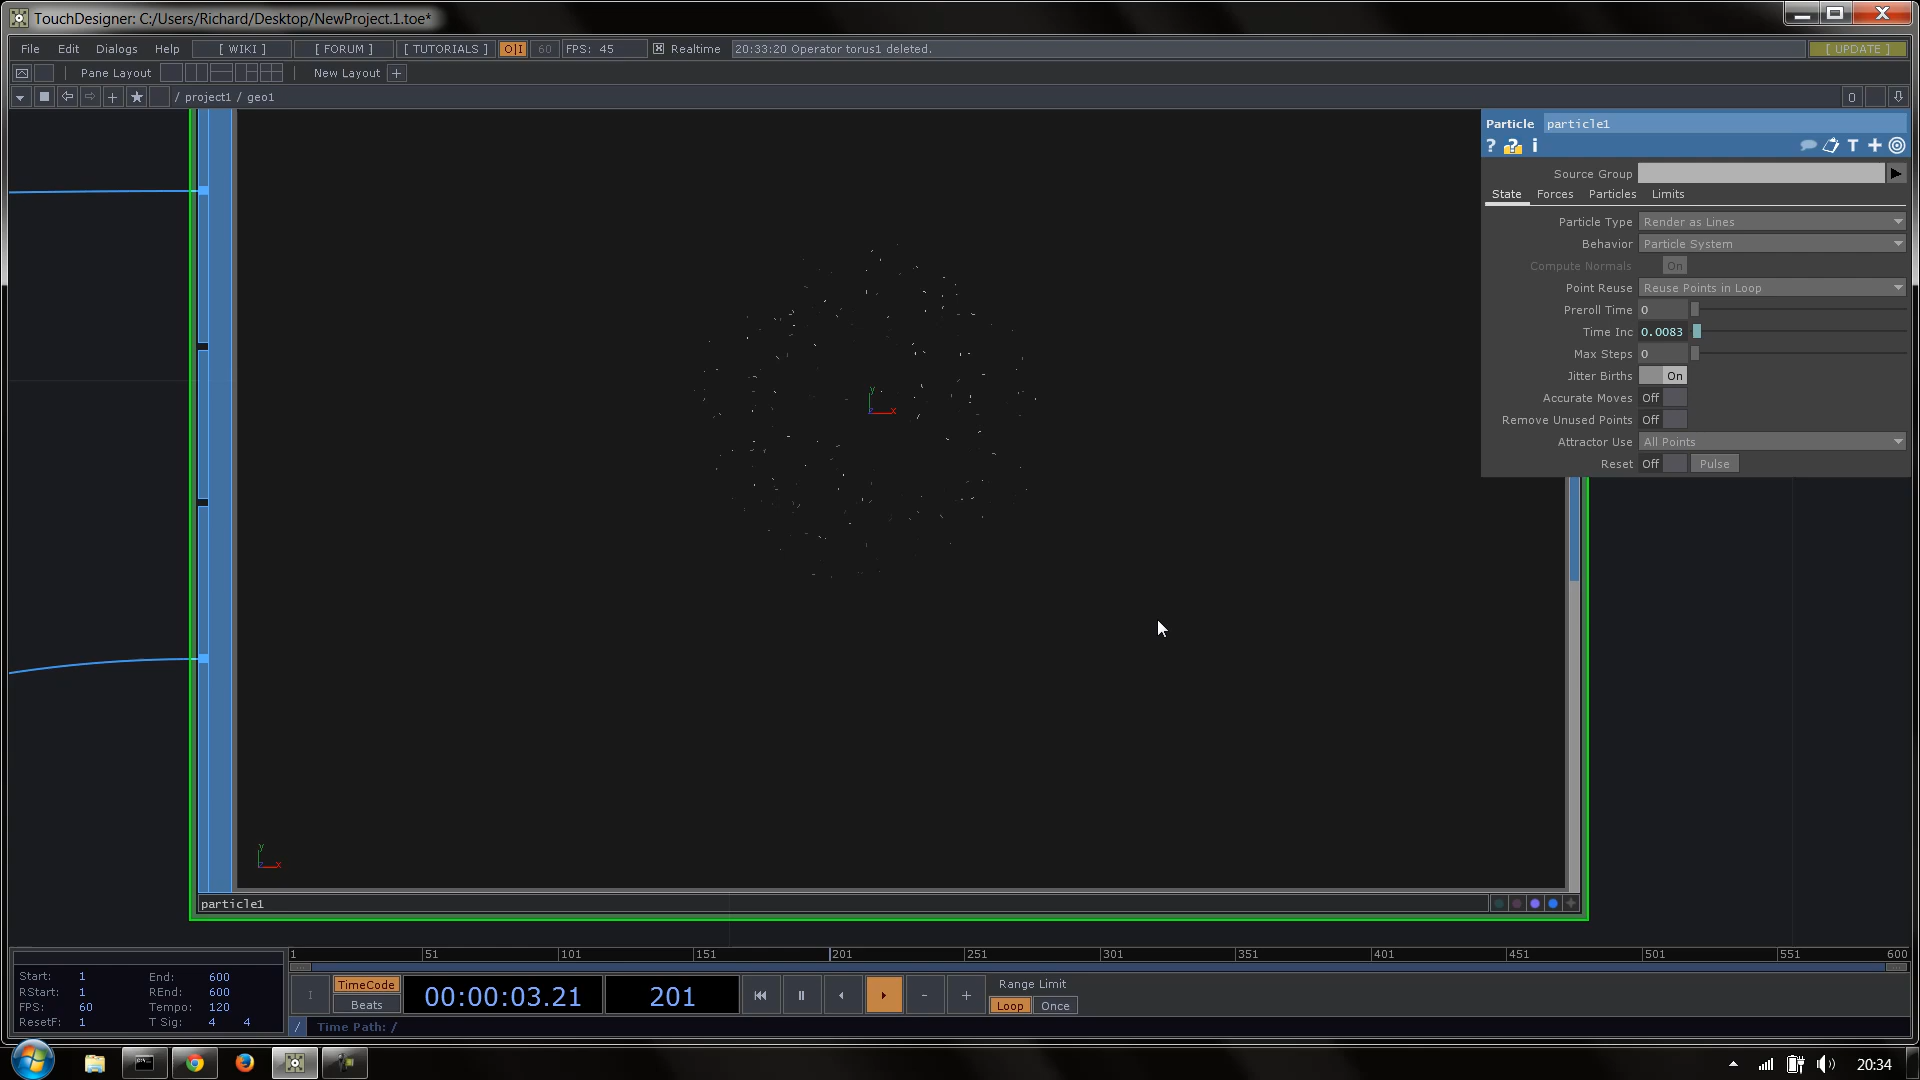 TouchDesigner: C:/Users/Richard/Desktop/NewProject.1.toe*
File Edit Dialogs Help [ WIKI ] [ FORUM ] [ TUTORIALS ] O|I 60 FPS: 45 Realtime 20:33:20 Operator torus1 deleted. [ UPDATE ]
Pane Layout New Layout +
/ project1 / geo1 0
Particle particle1
? ? i T
Source Group
State Forces Particles Limits
Particle Type Render as Lines
Behavior Particle System
Compute Normals On
Point Reuse Reuse Points in Loop
Preroll Time 0
Time Inc 0.0083
Max Steps 0
Jitter Births On
Accurate Moves Off
Remove Unused Points Off
Attractor Use All Points
Reset Off Pulse
y
x
z
y
x
z
particle1
1 51 101 151 201 251 301 351 401 451 501 551 600
Start: 1 End: 600
RStart: 1 REnd: 600
FPS: 60 Tempo: 120
ResetF: 1 T Sig: 4 4
I TimeCode Beats 00:00:03.21 201 - + Range Limit
Loop Once
/ Time Path: /
20:34